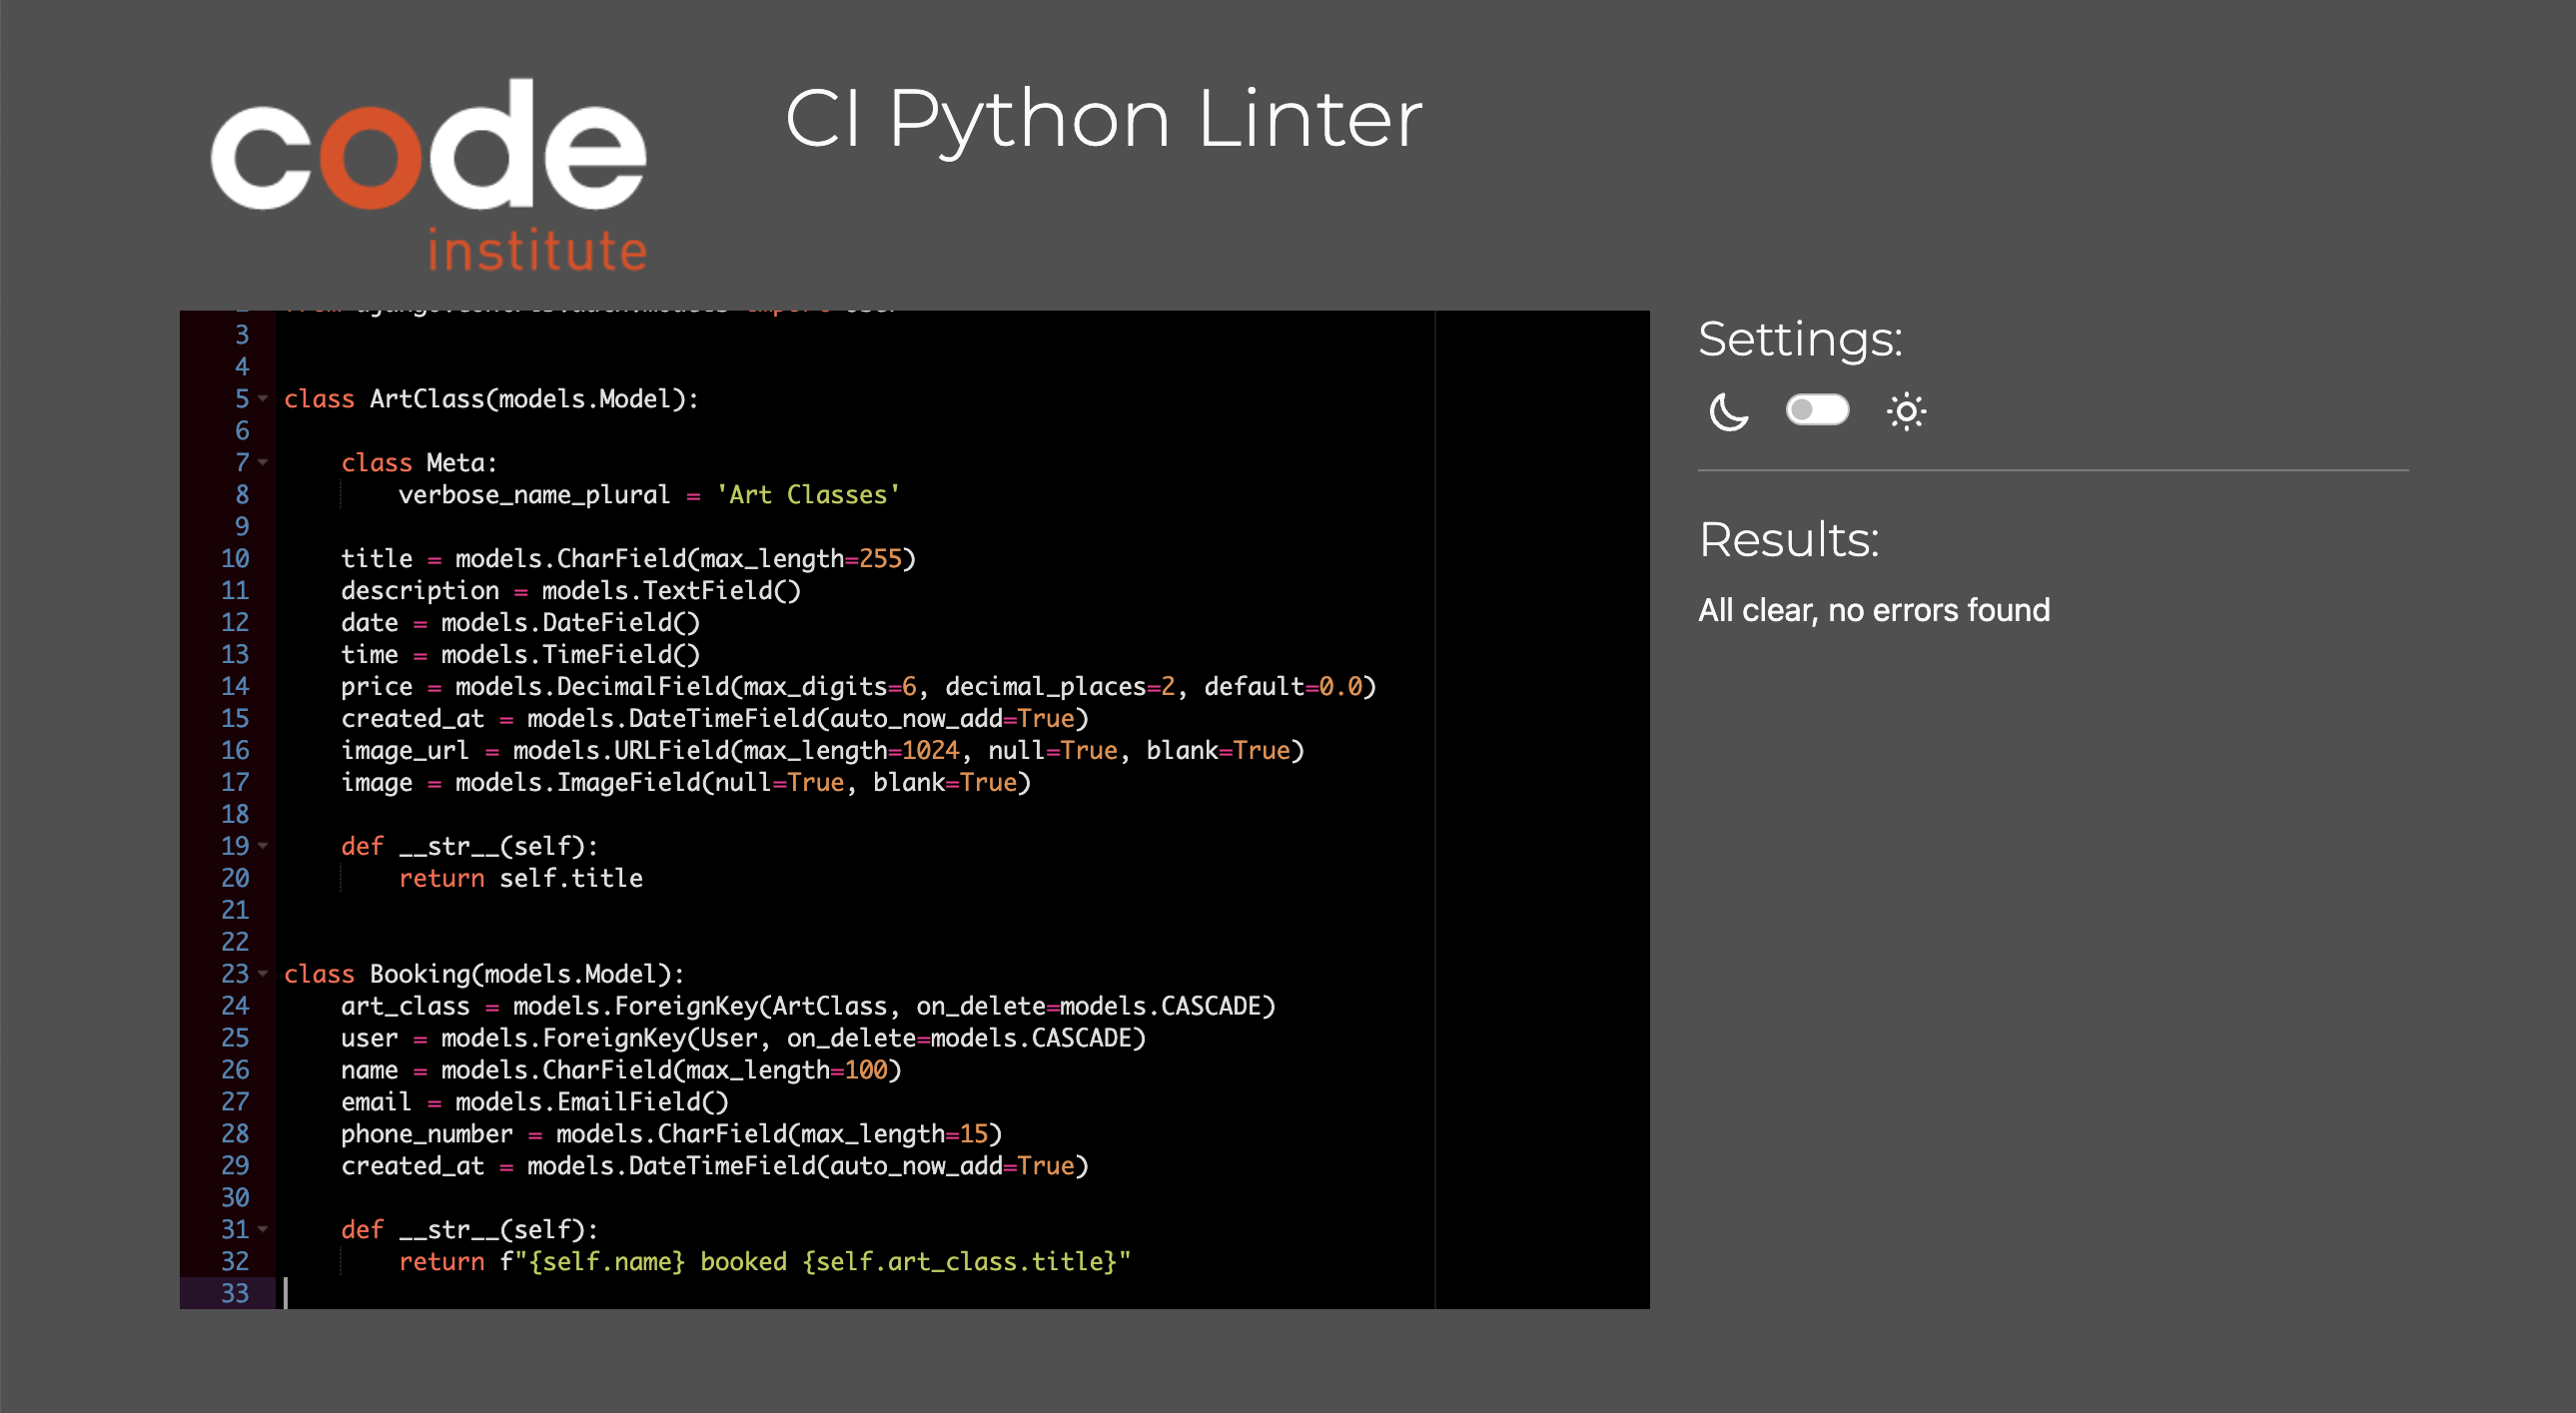 code
institute
CI Python Linter
3
4
5 class ArtClass(models.Model):
6
7     class Meta:
8         verbose_name_plural = 'Art Classes'
9
10     title = models.CharField(max_length=255)
11     description = models.TextField()
12     date = models.DateField()
13     time = models.TimeField()
14     price = models.DecimalField(max_digits=6, decimal_places=2, default=0.0)
15     created_at = models.DateTimeField(auto_now_add=True)
16     image_url = models.URLField(max_length=1024, null=True, blank=True)
17     image = models.ImageField(null=True, blank=True)
18
19     def __str__(self):
20         return self.title
21
22
23 class Booking(models.Model):
24     art_class = models.ForeignKey(ArtClass, on_delete=models.CASCADE)
25     user = models.ForeignKey(User, on_delete=models.CASCADE)
26     name = models.CharField(max_length=100)
27     email = models.EmailField()
28     phone_number = models.CharField(max_length=15)
29     created_at = models.DateTimeField(auto_now_add=True)
30
31     def __str__(self):
32         return f"{self.name} booked {self.art_class.title}"
33
Settings:
Results:
All clear, no errors found